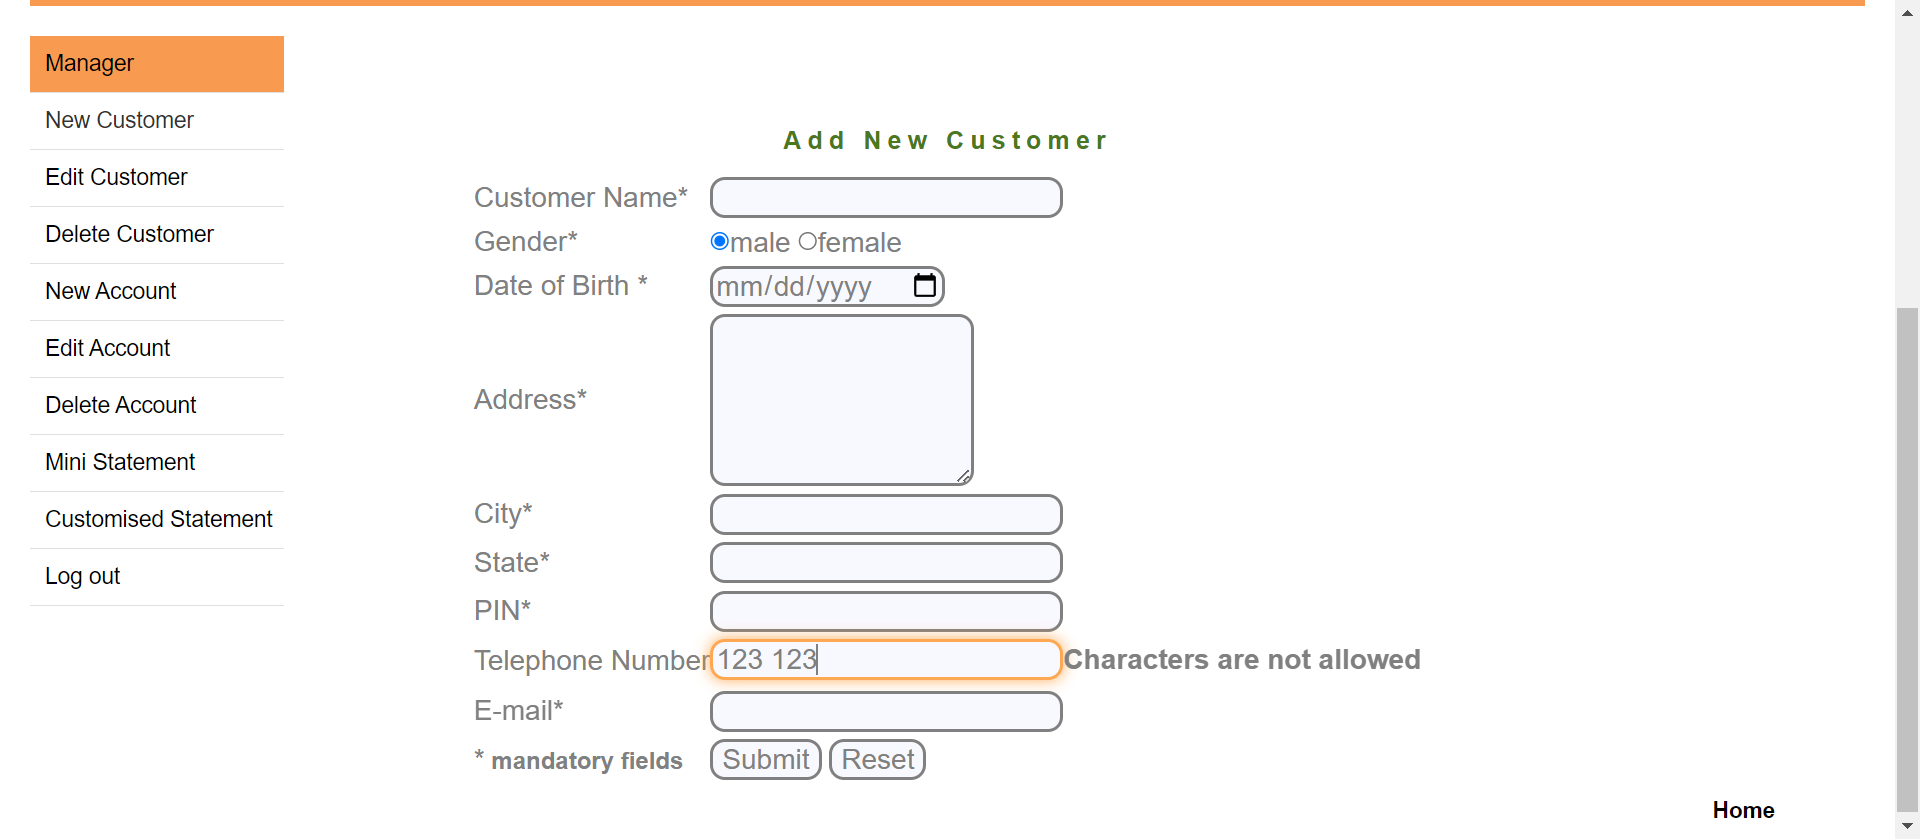 Manager
New Customer
Edit Customer
Delete Customer
New Account
Edit Account
Delete Account
Mini Statement
Customised Statement
Log out
Add New Customer
Customer Name*
Gender* male female
Date of Birth * mm/dd/yyyy
Address*
City*
State*
PIN*
Telephone Number 123 123 Characters are not allowed
E-mail*
* mandatory fields Submit Reset
Home